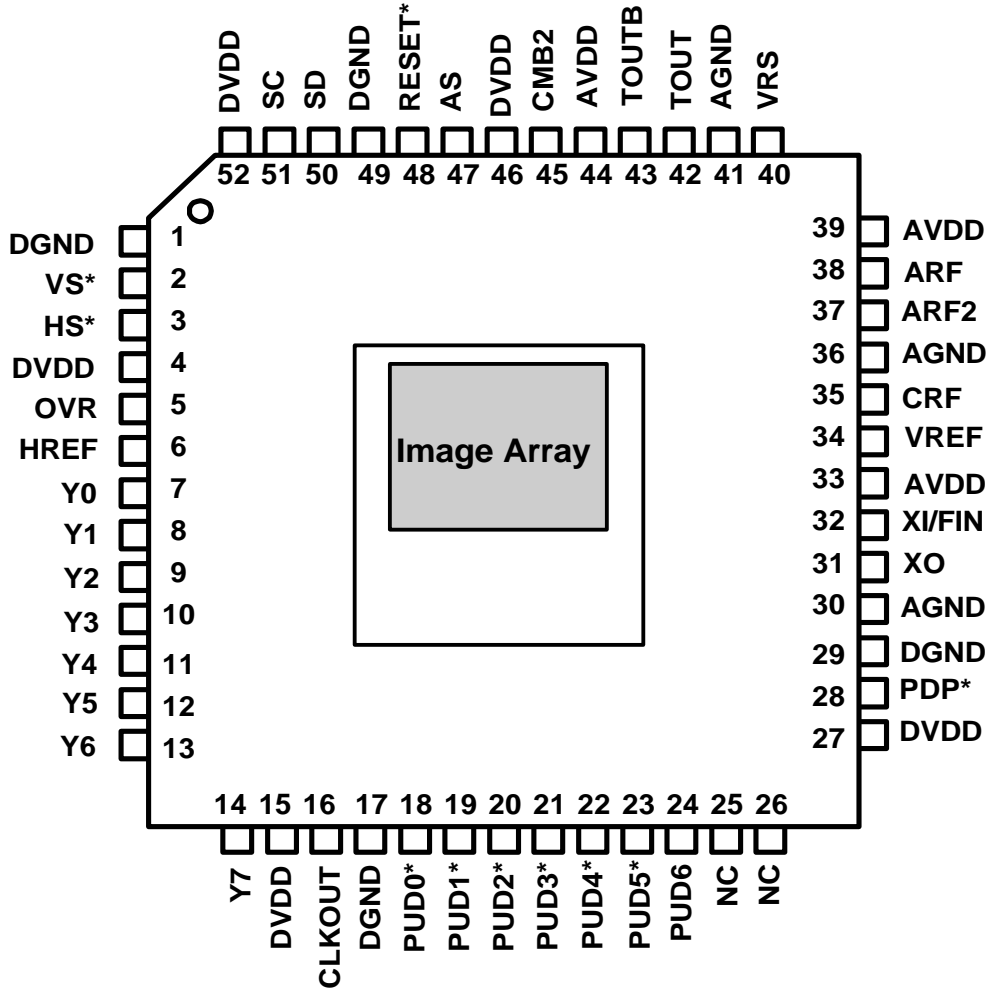 DVDD
SC
SD
DGND
RESET*
AS
DVDD
CMB2
AVDD
TOUTB
TOUT
AGND
VRS
52 51 50 49 48 47 46 45 44 43 42 41 40
DGND 1
VS* 2
HS* 3
DVDD 4
OVR 5
HREF 6
Y0 7
Y1 8
Y2 9
Y3 10
Y4 11
Y5 12
Y6 13
Image Array
39 AVDD
38 ARF
37 ARF2
36 AGND
35 CRF
34 VREF
33 AVDD
32 XI/FIN
31 XO
30 AGND
29 DGND
28 PDP*
27 DVDD
14 15 16 17 18 19 20 21 22 23 24 25 26
Y7
DVDD
CLKOUT
DGND
PUD0*
PUD1*
PUD2*
PUD3*
PUD4*
PUD5*
PUD6
NC
NC